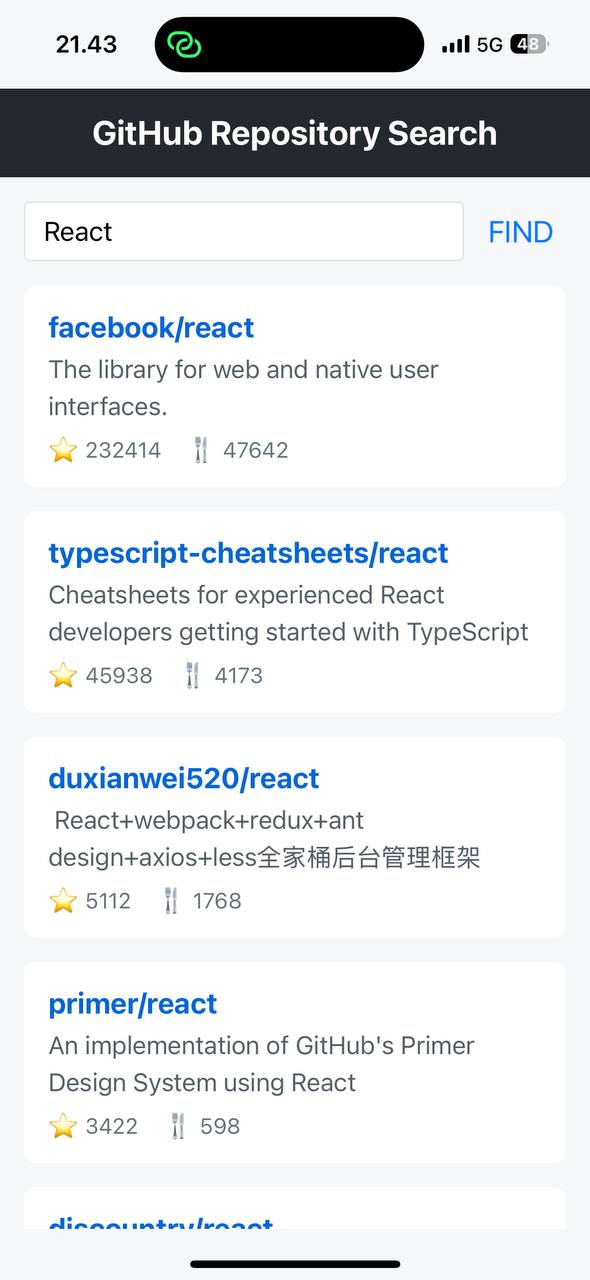 21.43
5G 48
GitHub Repository Search
React
FIND
facebook/react
The library for web and native user
interfaces.
232414 47642
typescript-cheatsheets/react
Cheatsheets for experienced React
developers getting started with TypeScript
45938 4173
duxianwei520/react
React+webpack+redux+ant
design+axios+less全家桶后台管理框架
5112 1768
primer/react
An implementation of GitHub's Primer
Design System using React
3422 598
discountry/react